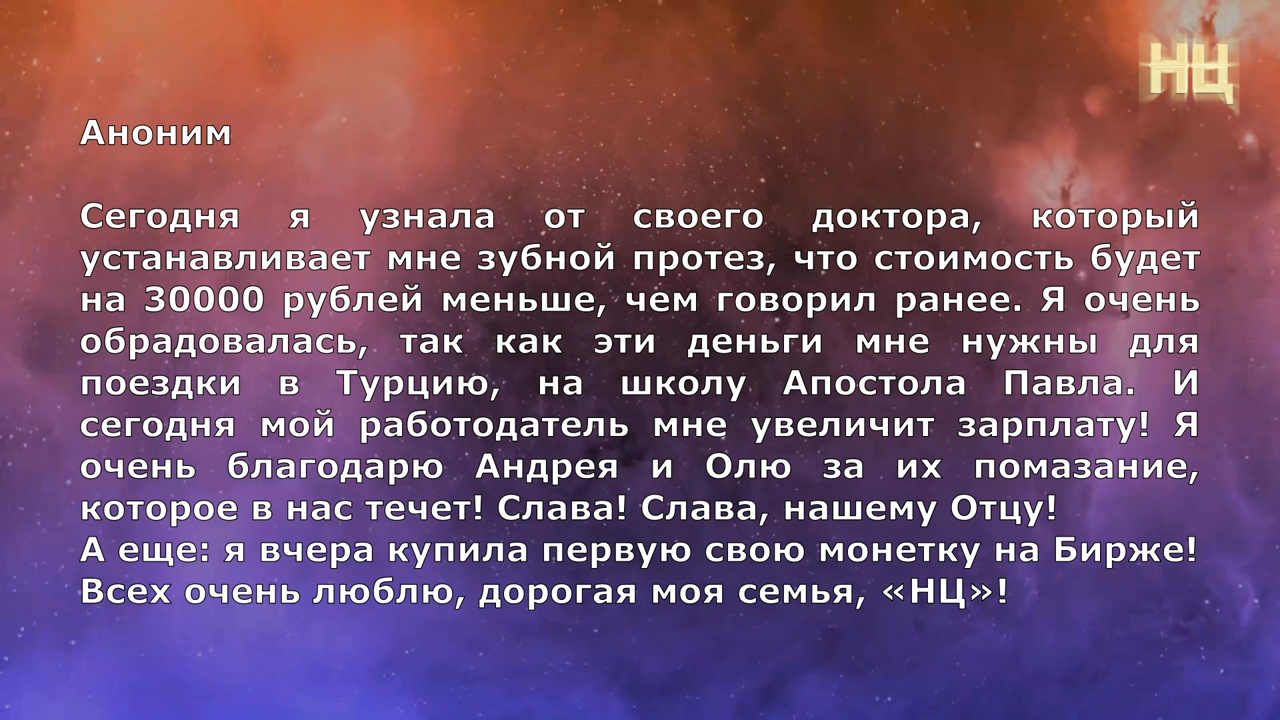 НЦ
Аноним
Сегодня я узнала от своего доктора, который
устанавливает мне зубной протез, что стоимость будет
на 30000 рублей меньше, чем говорил ранее. Я очень
обрадовалась, так как эти деньги мне нужны для
поездки в Турцию, на школу Апостола Павла. И
сегодня мой работодатель мне увеличит зарплату! Я
очень благодарю Андрея и Олю за их помазание,
которое в нас течет! Слава! Слава, нашему Отцу!
А еще: я вчера купила первую свою монетку на Бирже!
Всех очень люблю, дорогая моя семья, «НЦ»!